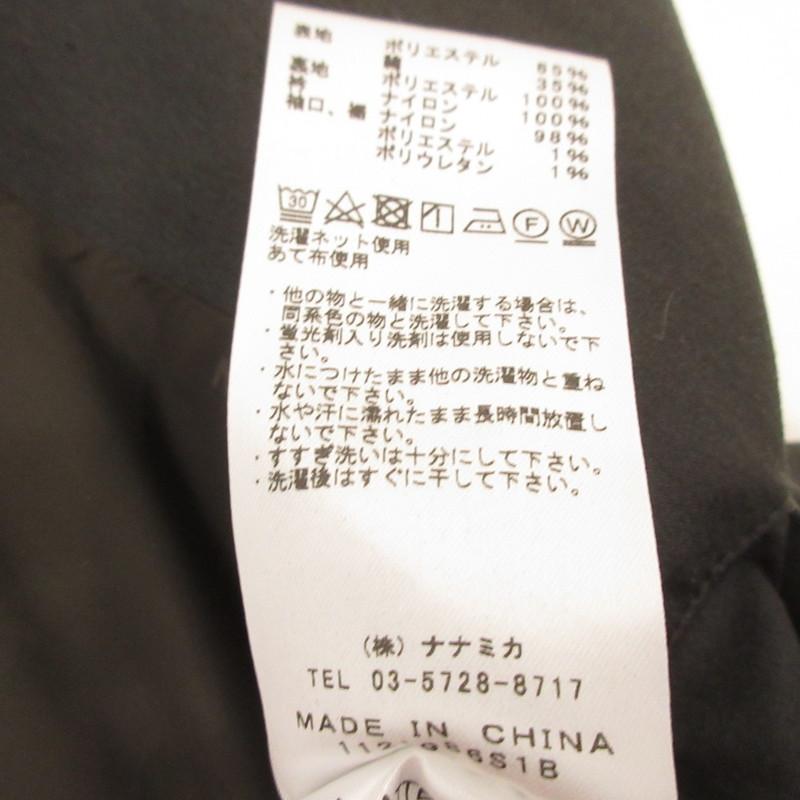 表地 ポリエステル 65%
綿 35%
裏地 ポリエステル 100%
衿 ナイロン 100%
袖口、裾 ナイロン 98%
ポリエステル 1%
ポリウレタン 1%
30 F W
洗濯ネット使用
あて布使用
・他の物と一緒に洗濯する場合は、
同系色の物と洗濯して下さい。
・蛍光剤入り洗剤は使用しないで下
さい。
・水につけたまま他の洗濯物と重ね
ないで下さい。
・水や汗に濡れたまま長時間放置し
ないで下さい。
・すすぎ洗いは十分にして下さい。
・洗濯後はすぐに干して下さい。
(株) ナナミカ
TEL 03-5728-8717
MADE IN CHINA